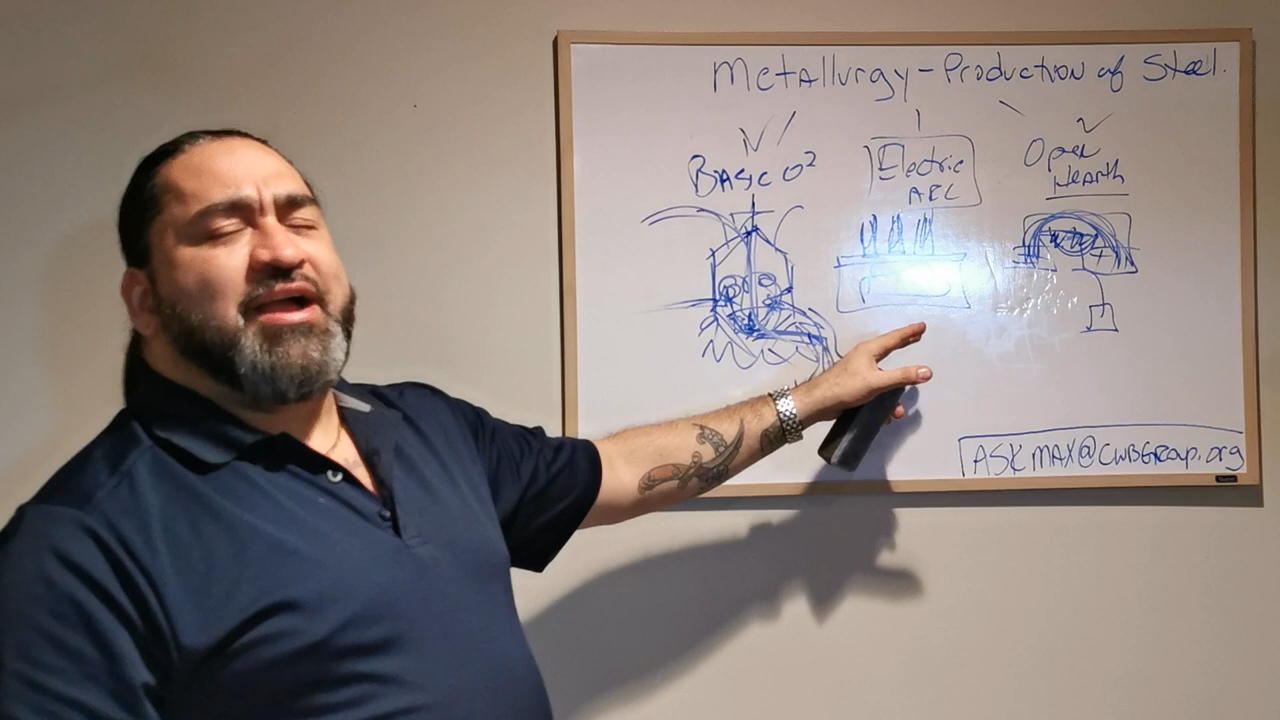 Metallurgy - Production of Steel.
Basic O²
Electric
ARC
Open
Hearth
ASK MAX@CWBGroup.org